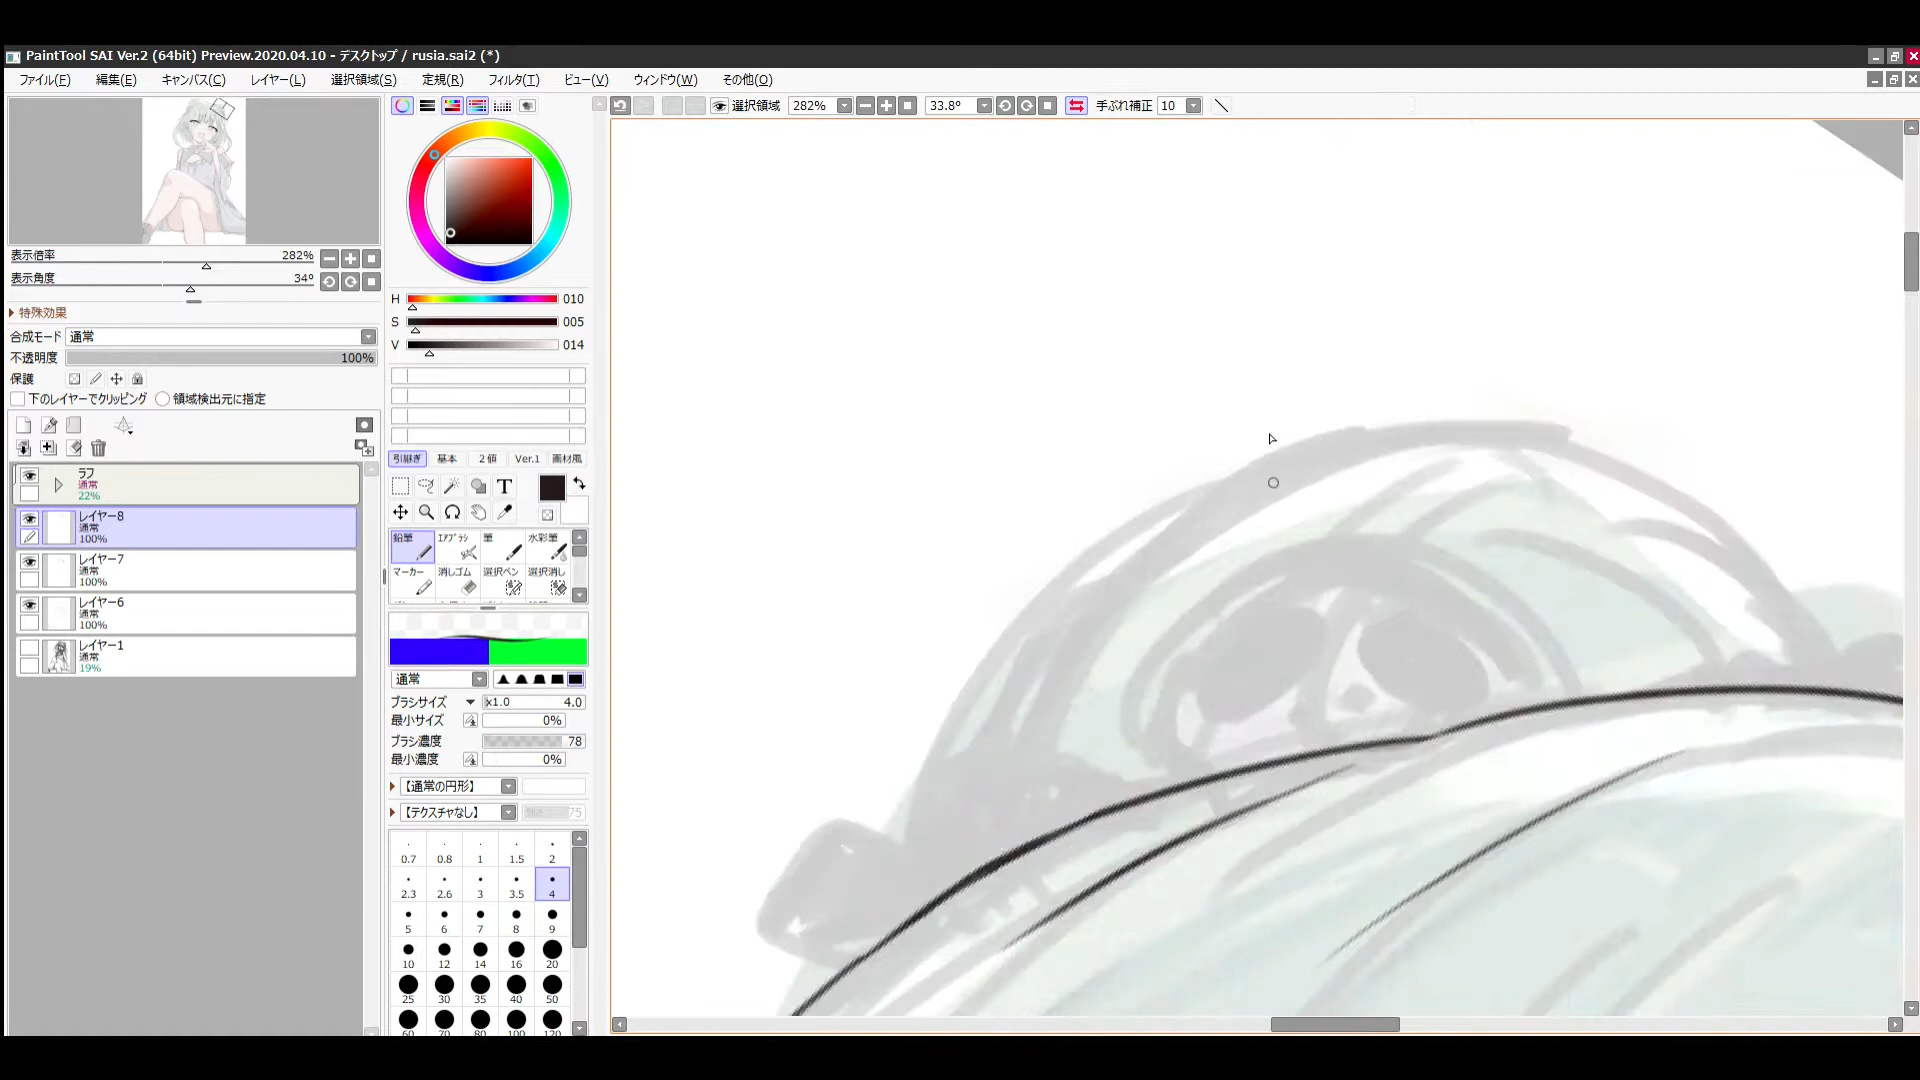 PaintTool SAI Ver.2 (64bit) Preview.2020.04.10 - デスクトップ / rusia.sai2 (*)
ファイル(F) 編集(E) キャンバス(C) レイヤー(L) 選択領域(S) 定規(R) フィルタ(T) ビュー(V) ウィンドウ(W) その他(O)
選択領域 282% 33.8º 手ぶれ補正 10
表示倍率 282%
表示角度 34º
特殊効果
合成モード 通常
不透明度 100%
保護
下のレイヤーでクリッピング 領域検出元に指定
ラフ
通常
22%
レイヤー8
通常
100%
レイヤー7
通常
100%
レイヤー6
通常
100%
レイヤー1
通常
19%
H 010
S 005
V 014
引継ぎ 基本 2値 Ver.1 画材風
T
鉛筆 エアブラシ 筆 水彩筆
マーカー 消しゴム 選択ペン 選択消し
通常
ブラシサイズ x1.0 4.0
最小サイズ 0%
ブラシ濃度 78
最小濃度 0%
【通常の円形】
【テクスチャなし】 75
0.7 0.8 1 1.5 2
2.3 2.6 3 3.5 4
5 6 7 8 9
10 12 14 16 20
25 30 35 40 50
60 70 80 100 120